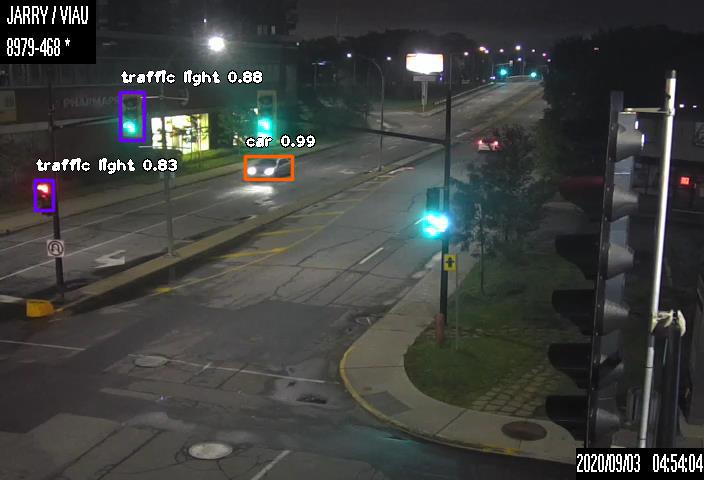 JARRY / VIAU
8979-468 *
traffic light 0.88
PHARMAPR
car 0.99
traffic light 0.83
2020/09/03 04:54:04